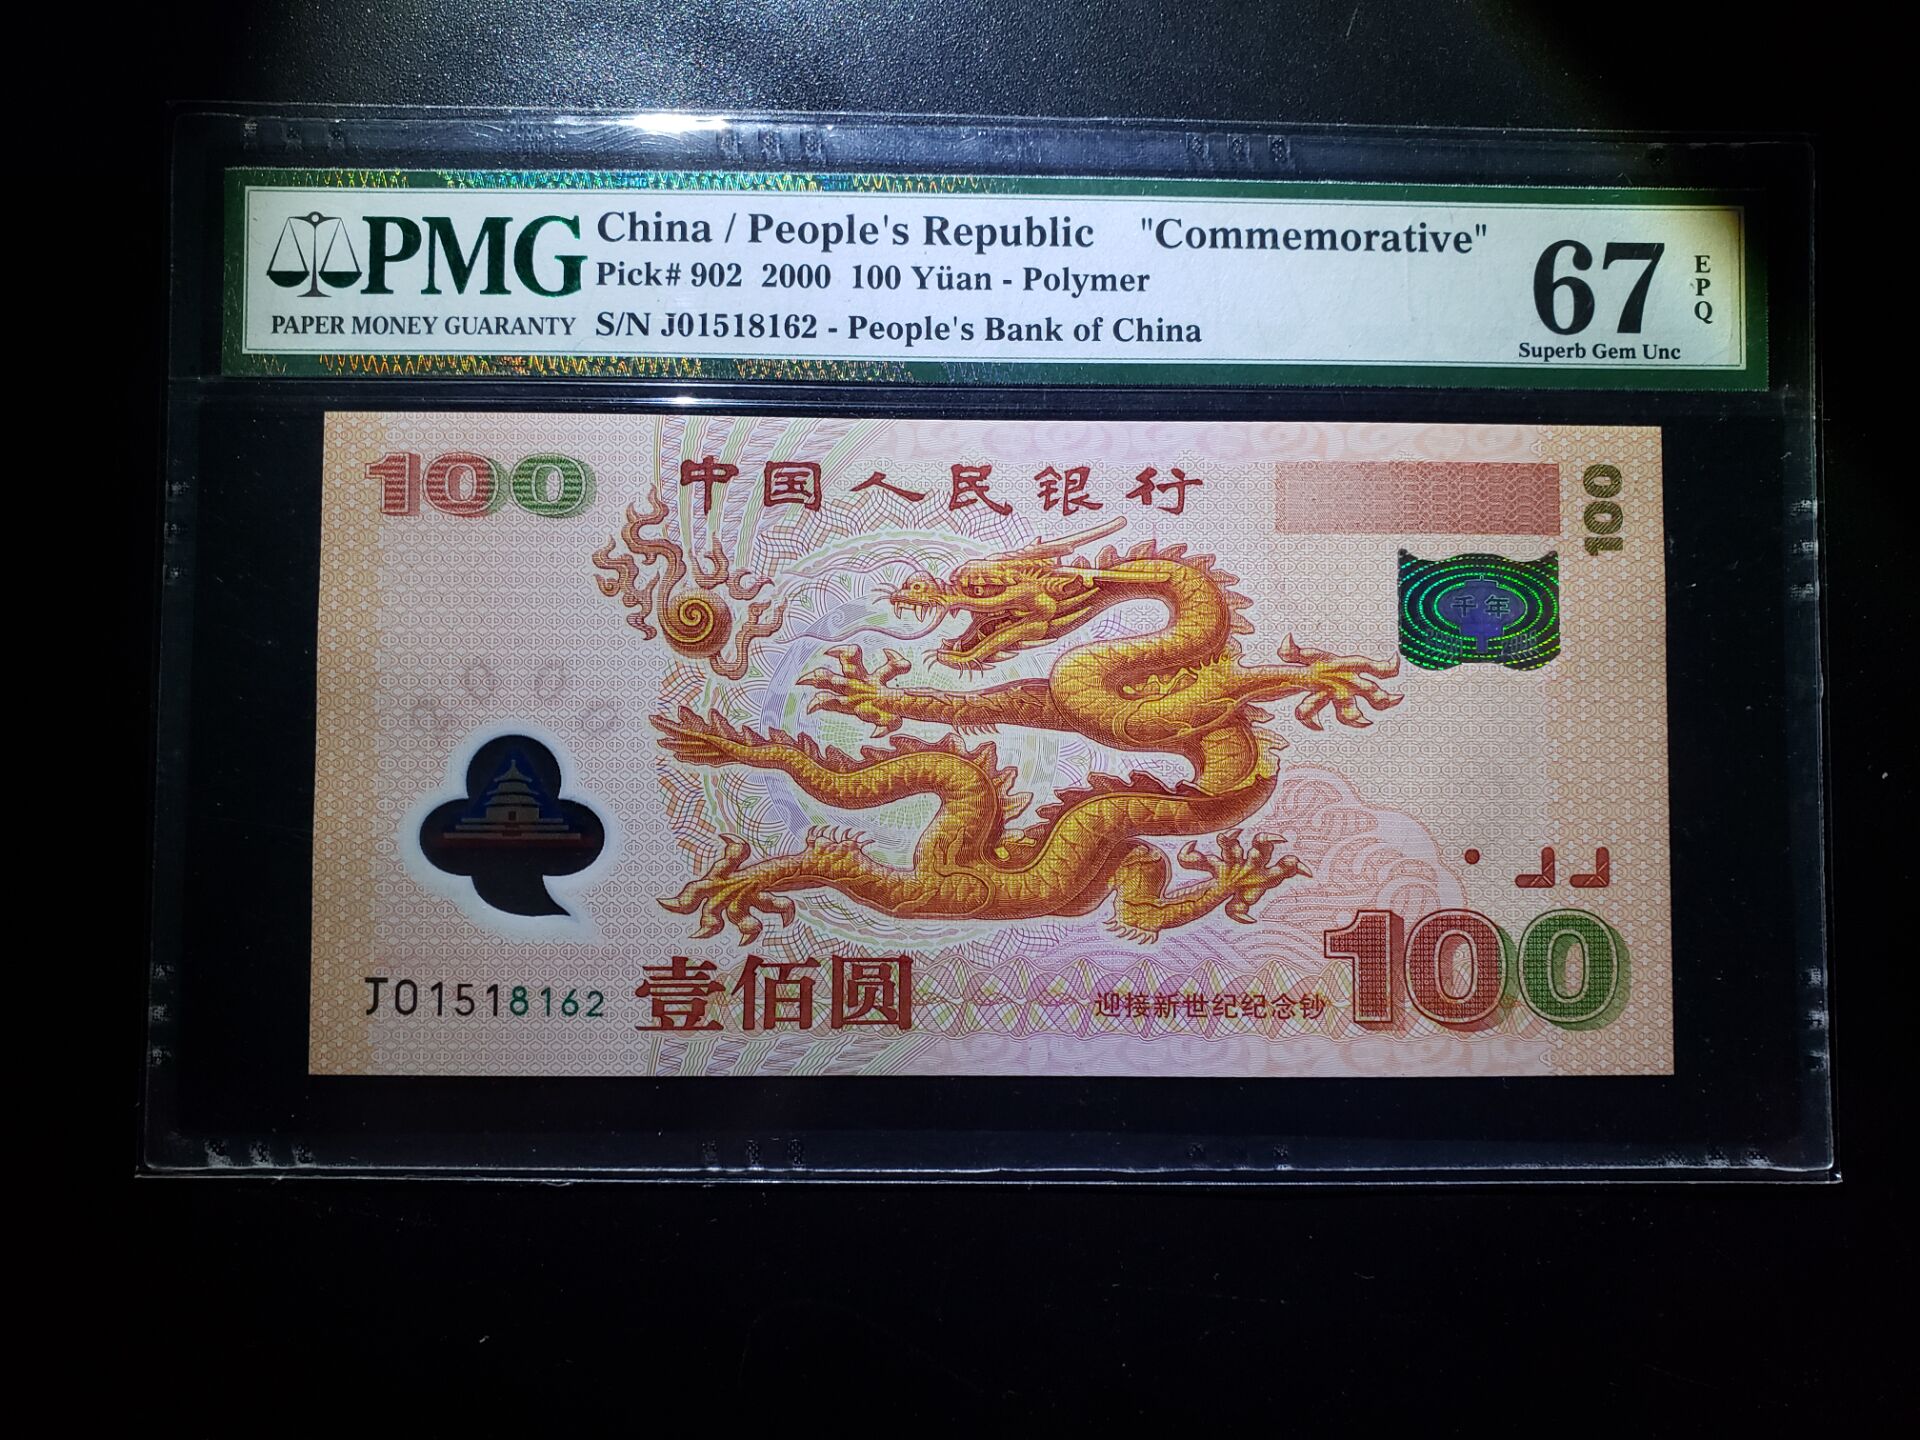 PMG
PAPER MONEY GUARANTY
China / People's Republic "Commemorative"
Pick# 902 2000 100 Yüan - Polymer
S/N J01518162 - People's Bank of China
67
EPQ
Superb Gem Unc
100
中国人民银行
100
千年
J01518162
壹佰圆
迎接新世纪纪念钞
100